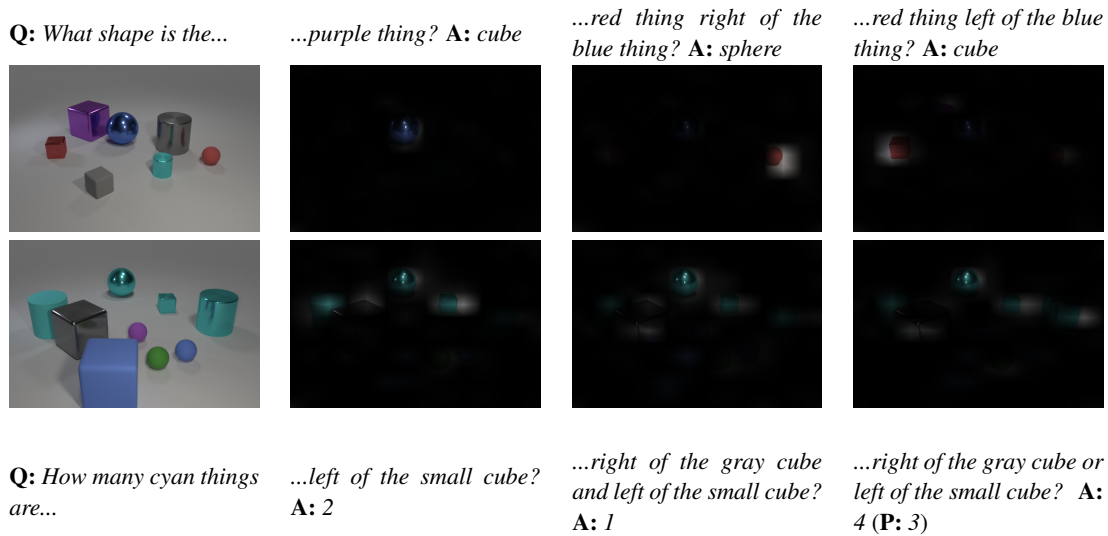 Q: What shape is the...
...purple thing? A: cube
...red thing right of the
blue thing? A: sphere
...red thing left of the blue
thing? A: cube
Q: How many cyan things
are...
...left of the small cube?
A: 2
...right of the gray cube
and left of the small cube?
A: 1
...right of the gray cube or
left of the small cube? A:
4 (P: 3)